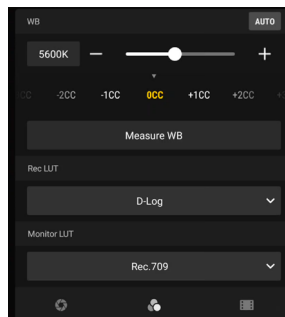 WB AUTO
5600K
-2CC -1CC 0CC +1CC +2CC
Measure WB
Rec LUT
D-Log
Monitor LUT
Rec.709